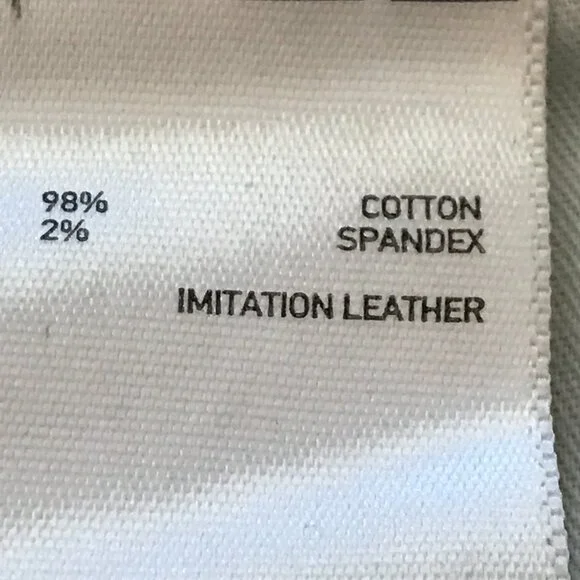 98% COTTON
2% SPANDEX
IMITATION LEATHER